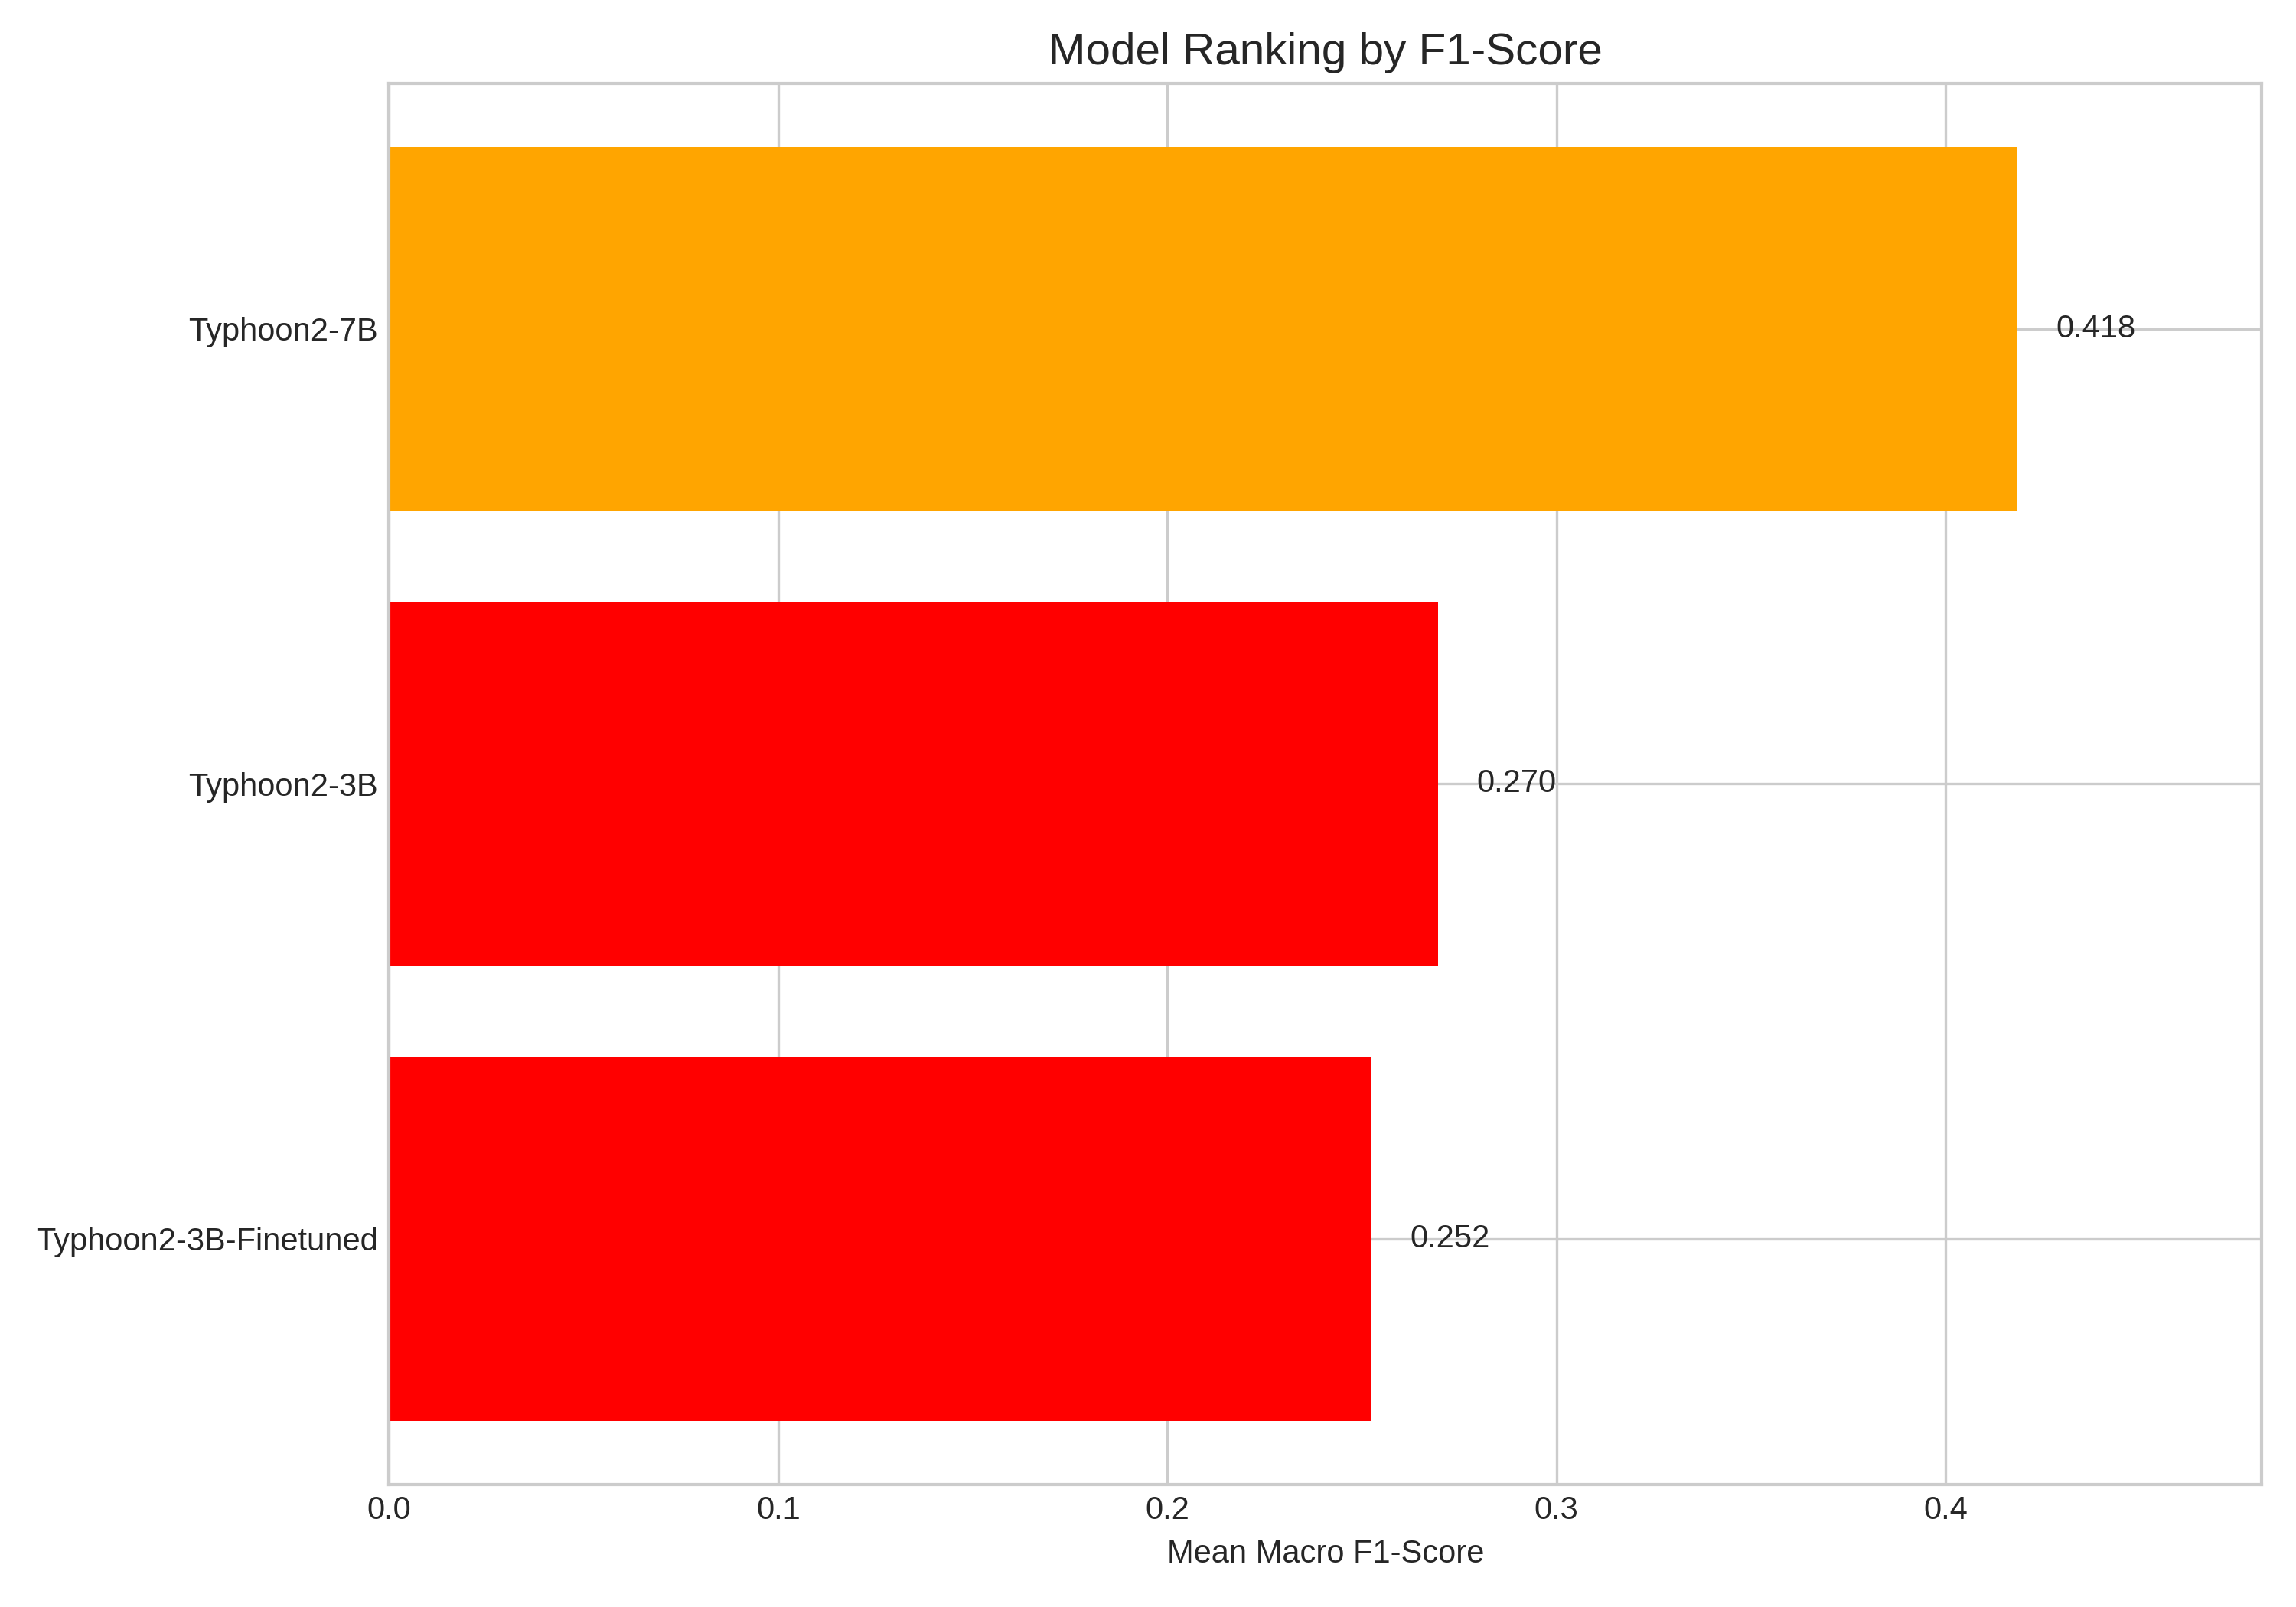 Model Ranking by F1-Score
Typhoon2-7B
0.418
Typhoon2-3B
0.270
Typhoon2-3B-Finetuned
0.252
0.0 0.1 0.2 0.3 0.4
Mean Macro F1-Score